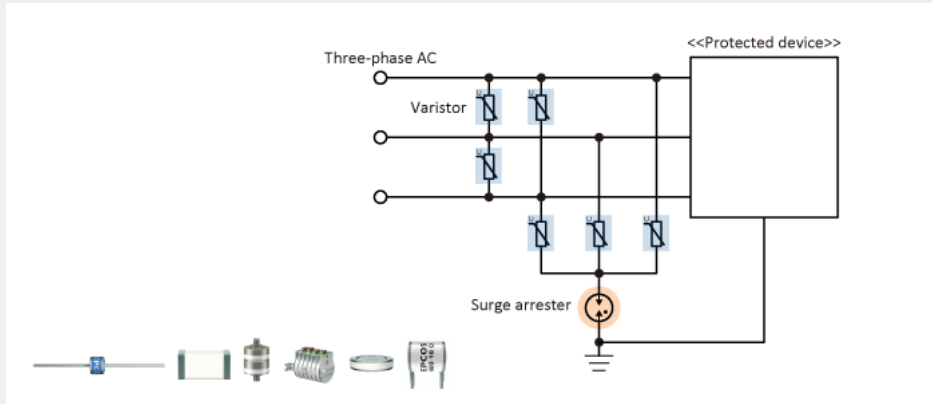 <<Protected device>>
Three-phase AC
Varistor
Surge arrester
EPCOS